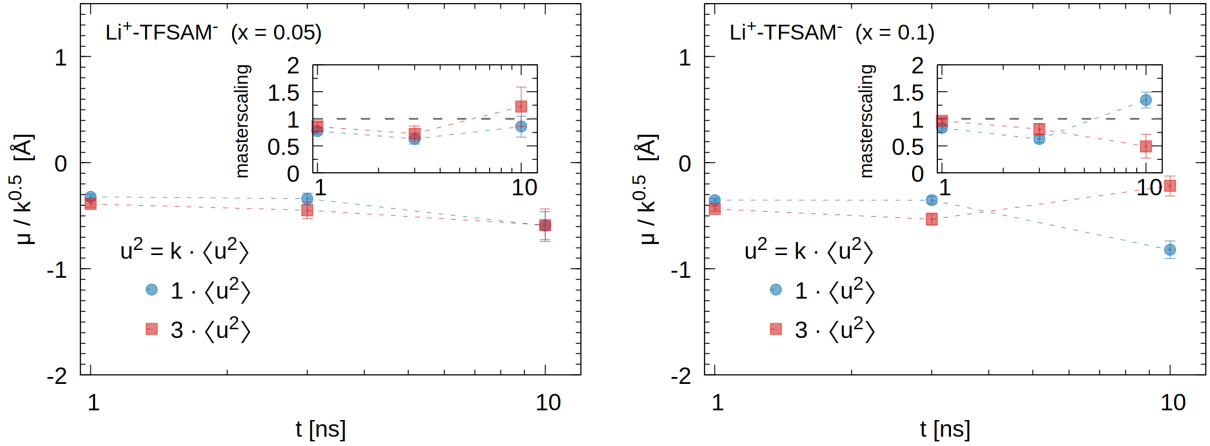 Li⁺-TFSAM⁻ (x = 0.05)
masterscaling
2
1.5
1
0.5
0
1
10
1
0
-1
-2
μ / k^0.5 [Å]
u² = k · ⟨u²⟩
1 · ⟨u²⟩
3 · ⟨u²⟩
1
10
t [ns]
Li⁺-TFSAM⁻ (x = 0.1)
masterscaling
2
1.5
1
0.5
0
1
10
1
0
-1
-2
μ / k^0.5 [Å]
u² = k · ⟨u²⟩
1 · ⟨u²⟩
3 · ⟨u²⟩
1
10
t [ns]